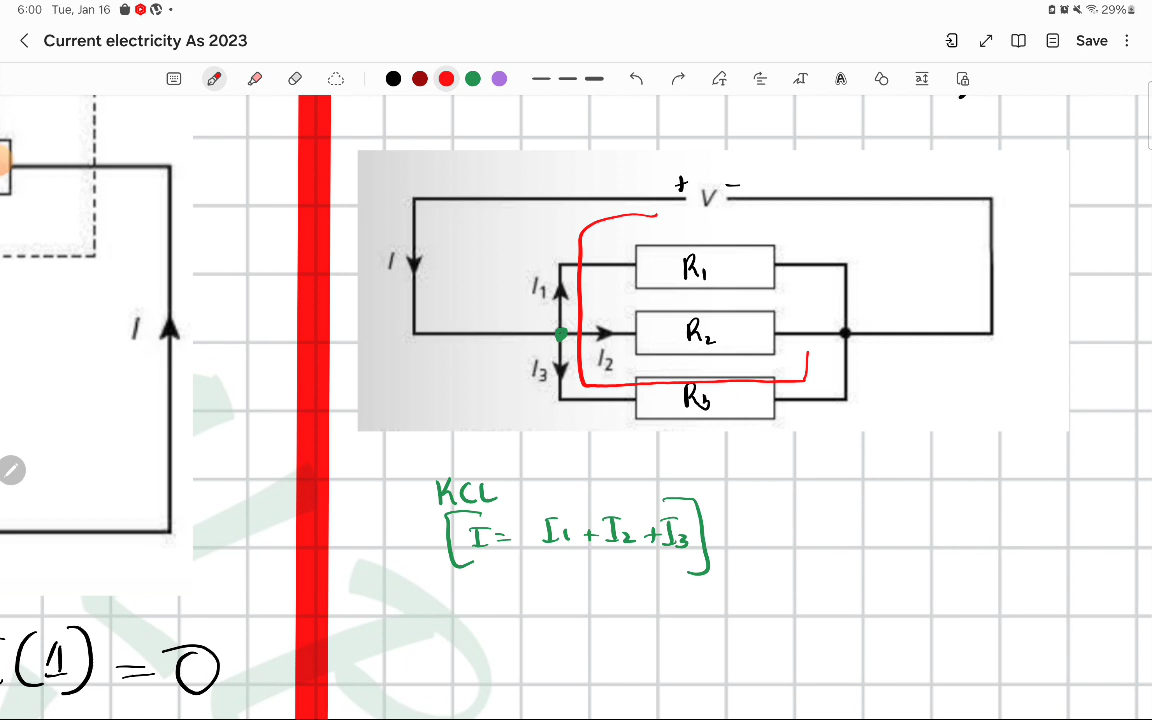 6:00 Tue, Jan 16
29%
Current electricity As 2023
Save
+ V −
I
R₁
I₁
R₂
I₂
I₃
R₃
I
KCL
[I = I₁ + I₂ + I₃]
(1) = 0